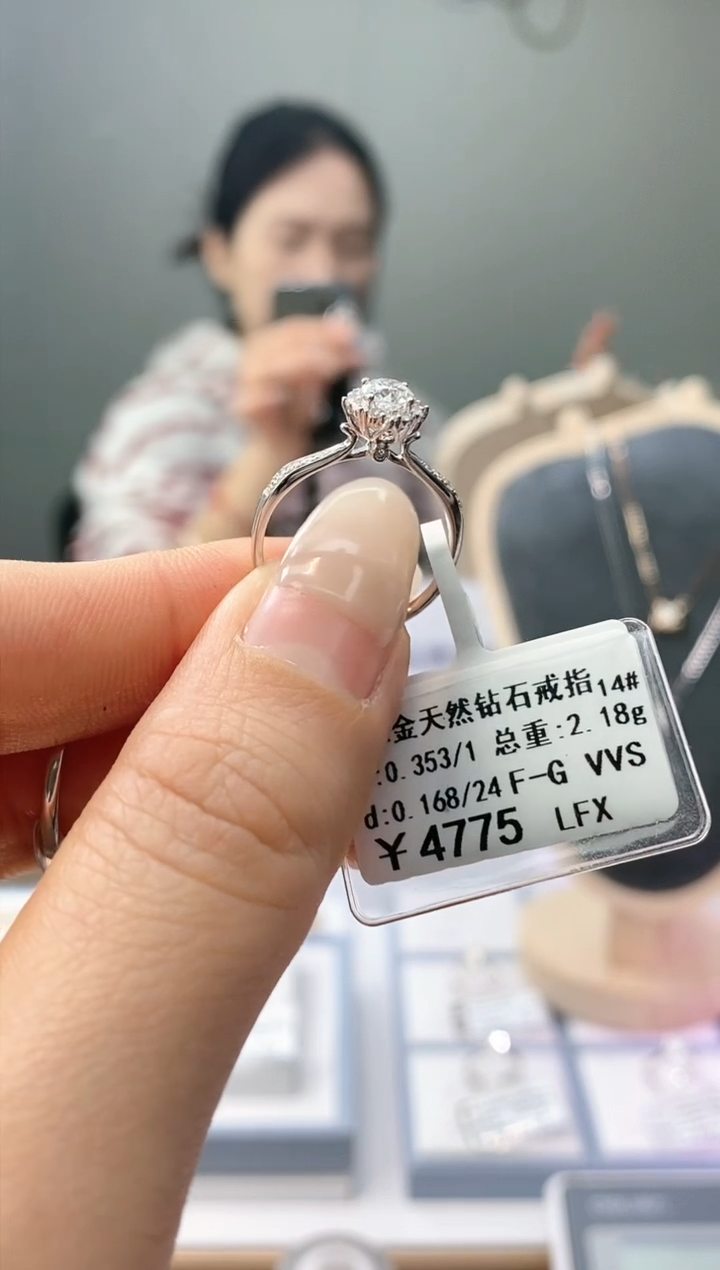 金天然钻石戒指14#
:0.353/1 总重:2.18g
d:0.168/24 F-G VVS
¥4775 LFX